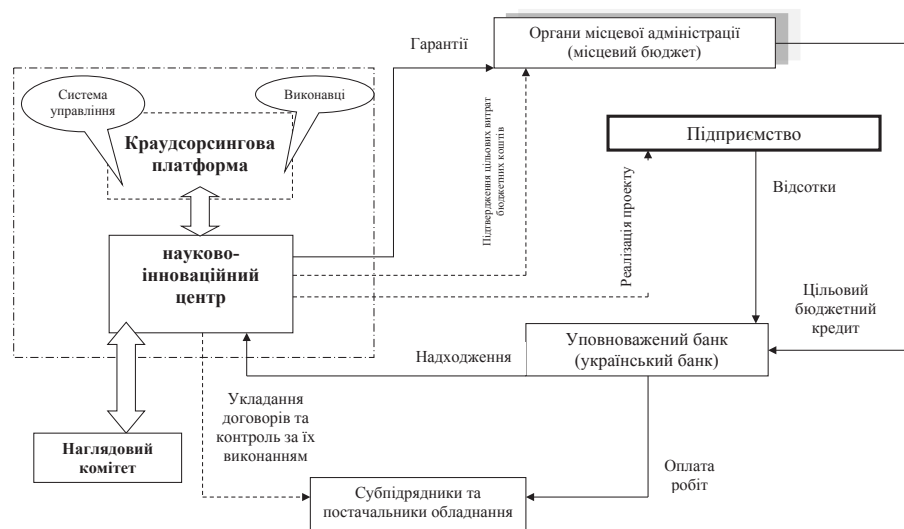 Органи місцевої адміністрації
(місцевий бюджет)
Гарантії
Система
управління
Виконавці
Краудсорсингова
платформа
Підтвердження цільових витрат
бюджетних коштів
Підприємство
Реалізація проекту
Відсотки
науково-
інноваційний
центр
Цільовий
бюджетний
кредит
Уповноважений банк
(український банк)
Надходження
Укладання
договорів та
контроль за їх
виконанням
Наглядовий
комітет
Оплата
робіт
Субпідрядники та
постачальники обладнання